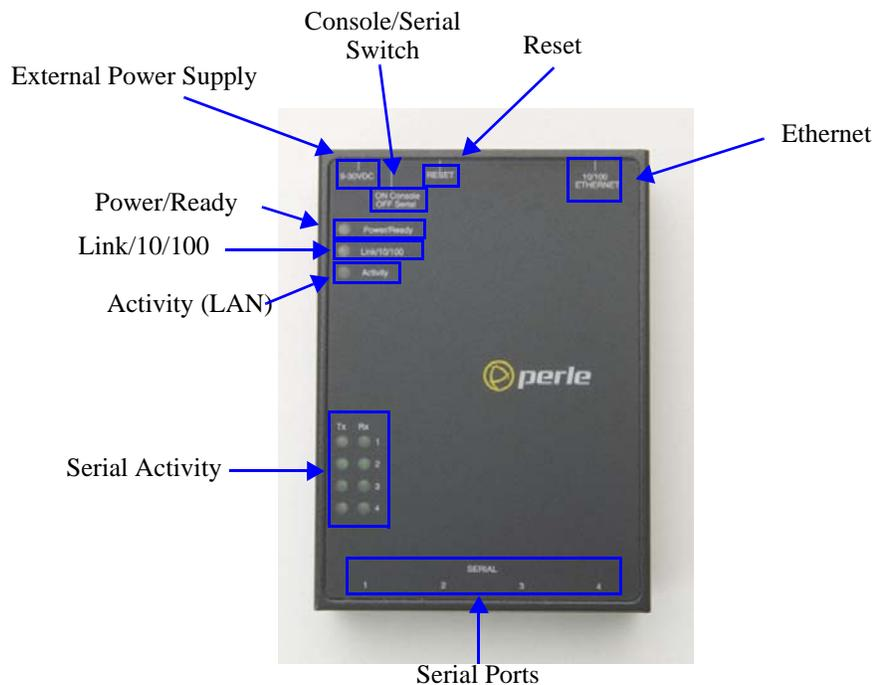 Console/Serial
Switch
Reset
External Power Supply
Ethernet
9-30VDC
RESET
10/100
ETHERNET
ON Console
OFF Serial
Power/Ready
Power/Ready
Link/10/100
Link/10/100
Activity (LAN)
Activity
perle
Tx Rx
1
2
3
4
Serial Activity
SERIAL
1 2 3 4
Serial Ports